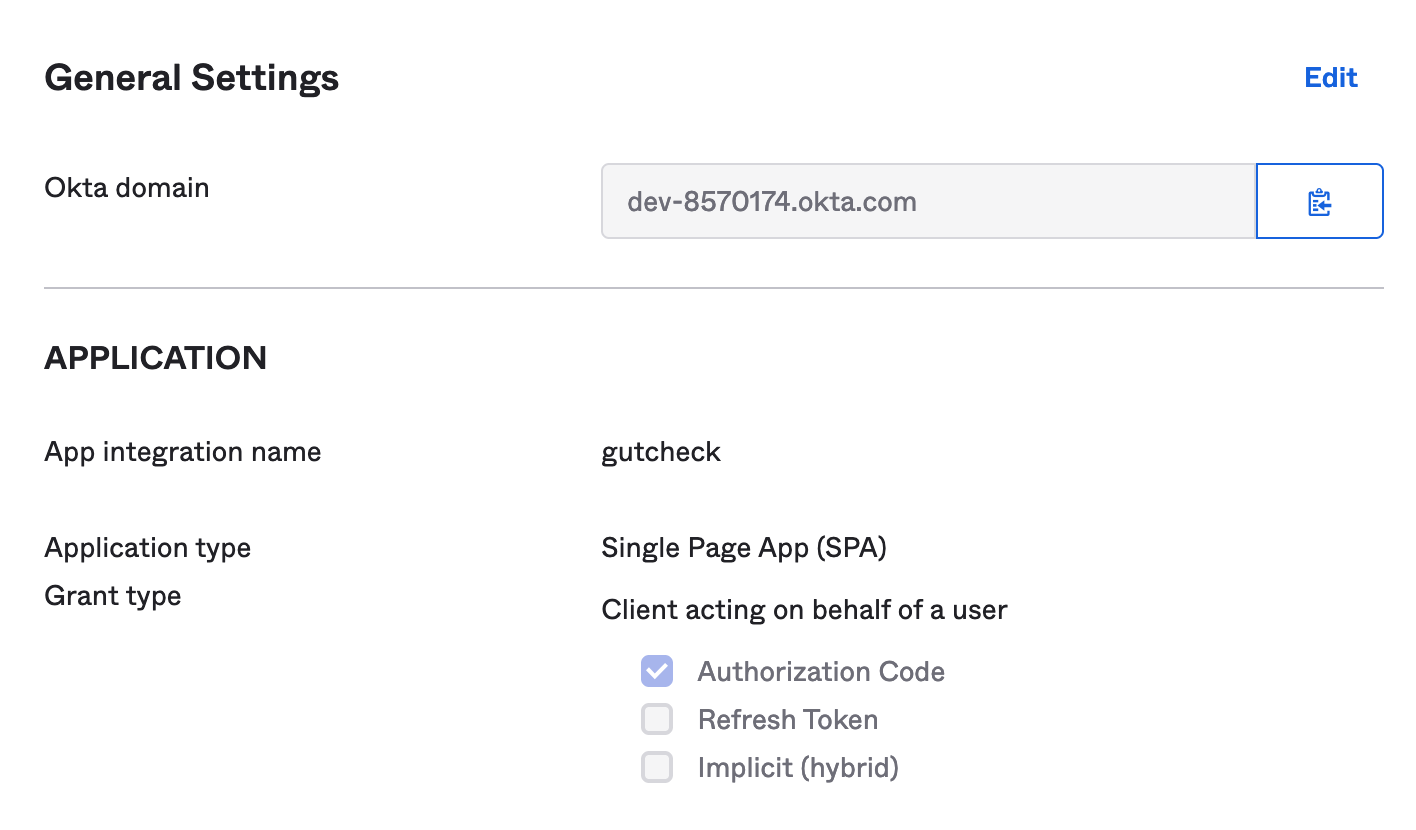 General Settings
Edit
Okta domain
dev-8570174.okta.com
APPLICATION
App integration name
gutcheck
Application type
Single Page App (SPA)
Grant type
Client acting on behalf of a user
Authorization Code
Refresh Token
Implicit (hybrid)